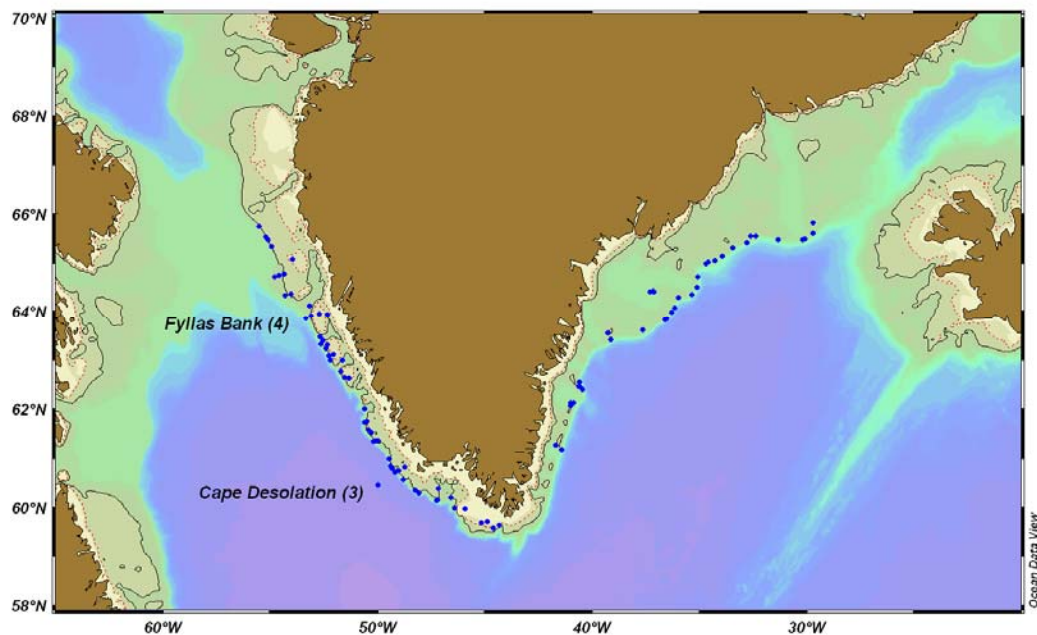 70°N
68°N
66°N
64°N
Fyllas Bank (4)
62°N
Cape Desolation (3)
60°N
58°N
60°W
50°W
40°W
30°W
Ocean Data View